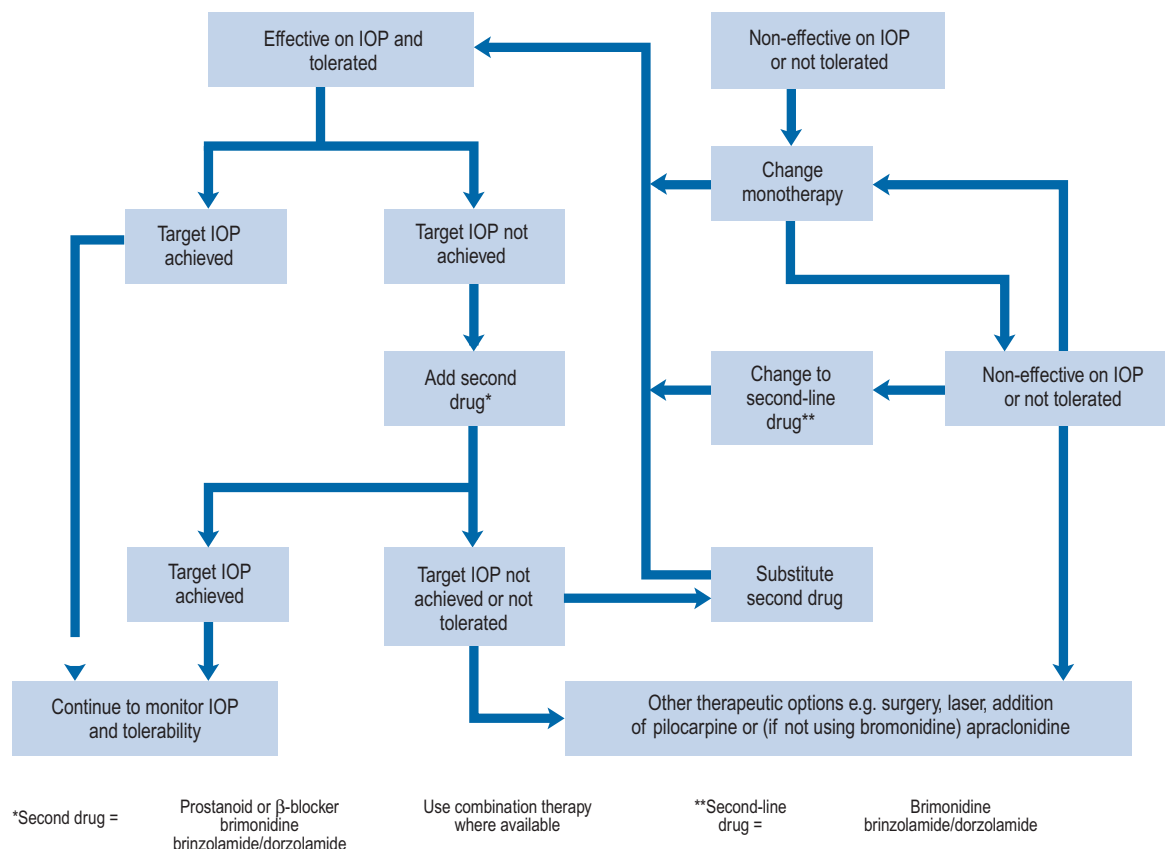 Effective on IOP and
tolerated
Non-effective on IOP
or not tolerated
Change
monotherapy
Target IOP
achieved
Target IOP not
achieved
Add second
drug*
Change to
second-line
drug**
Non-effective on IOP
or not tolerated
Target IOP
achieved
Target IOP not
achieved or not
tolerated
Substitute
second drug
Continue to monitor IOP
and tolerability
Other therapeutic options e.g. surgery, laser, addition
of pilocarpine or (if not using bromonidine) apraclonidine
*Second drug =
Prostanoid or β-blocker
brimonidine
brinzolamide/dorzolamide
Use combination therapy
where available
**Second-line
drug =
Brimonidine
brinzolamide/dorzolamide